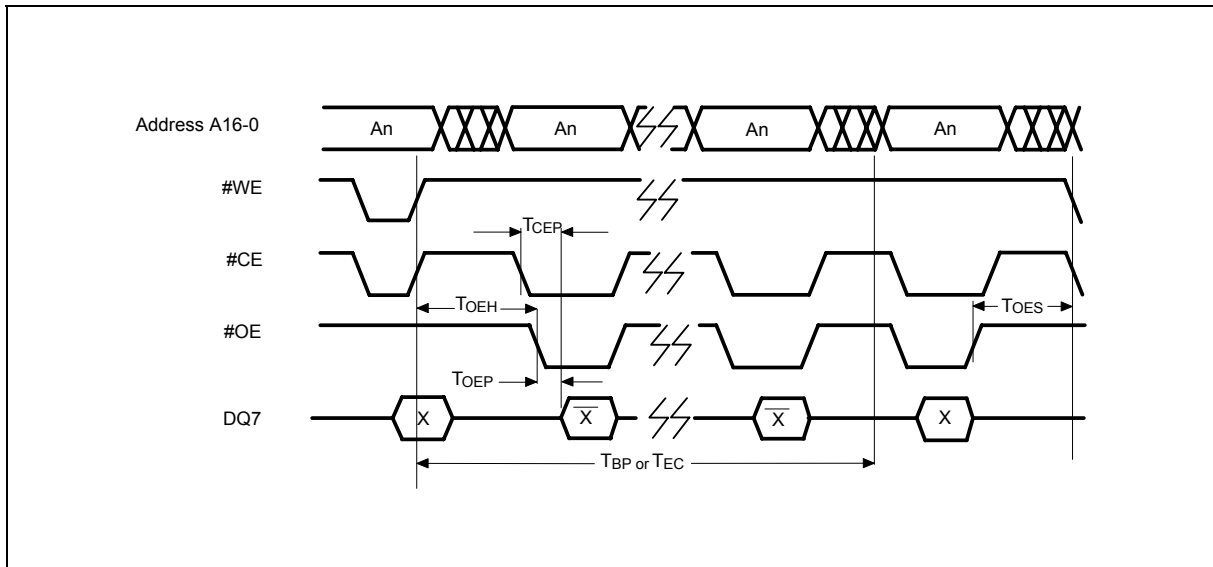 Address A16-0 An An An An
#WE
TCEP
#CE
TOEH TOES
#OE
TOEP
DQ7 X X̅ X̅ X
TBP or TEC